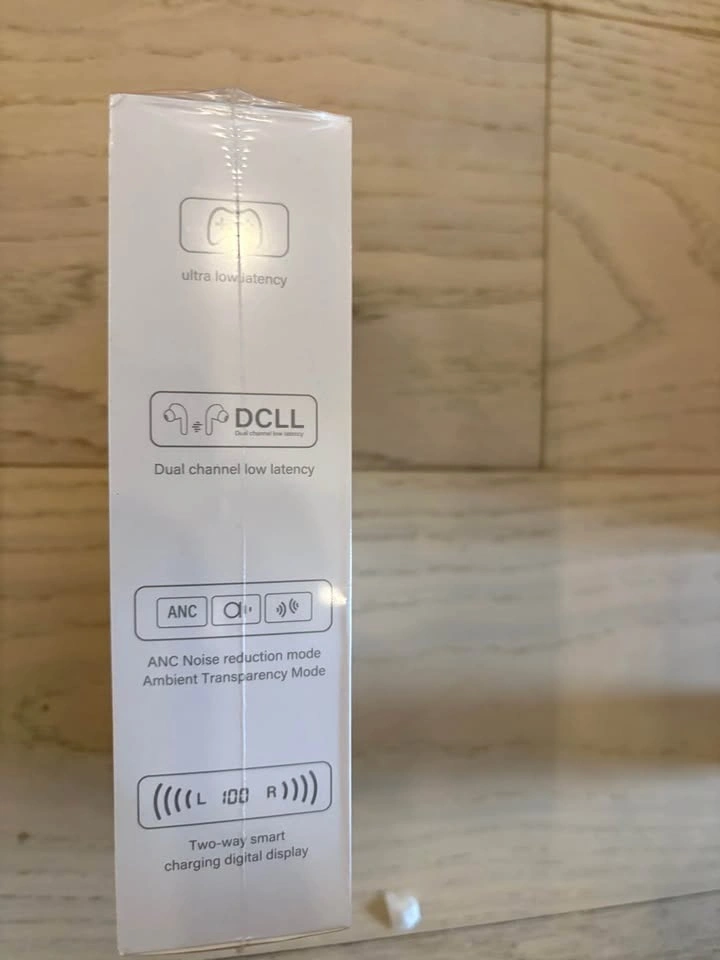 ultra low latency
DCLL
Dual channel low latency
Dual channel low latency
ANC
ANC Noise reduction mode
Ambient Transparency Mode
L 100 R
Two-way smart
charging digital display